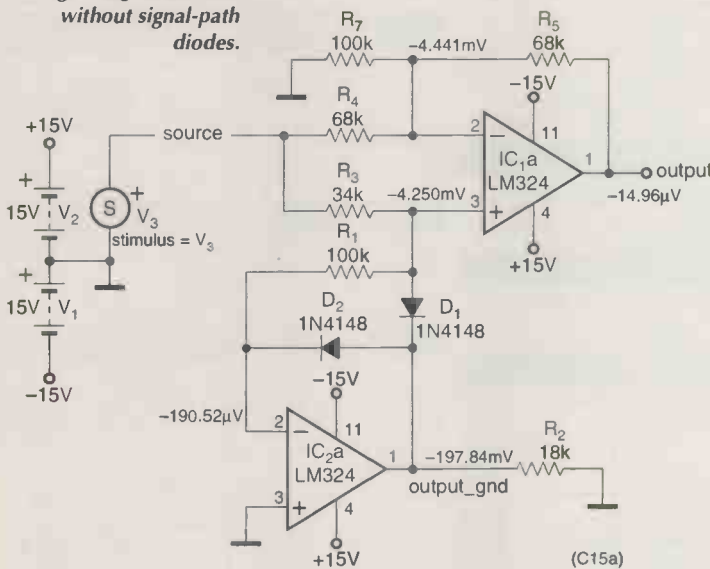 without signal-path
diodes.
R7
100k
−4.441mV
R5
68k
−15V
+15V
source
R4
68k
2
−
11
IC1a
LM324
1
output
−14.96µV
R3
34k
−4.250mV
3
+
4
+15V
+
15V
V2
S
+
V3
stimulus = V3
+
15V
V1
−15V
R1
100k
D2
1N4148
D1
1N4148
−15V
−190.52µV
2
−
11
IC2a
LM324
1
−197.84mV
output_gnd
R2
18k
3
+
4
+15V
(C15a)